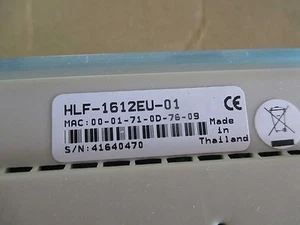 HLF-1612EU-01
MAC:00-01-71-0D-76-09
Made in Thailand
S/N:41640470
CE